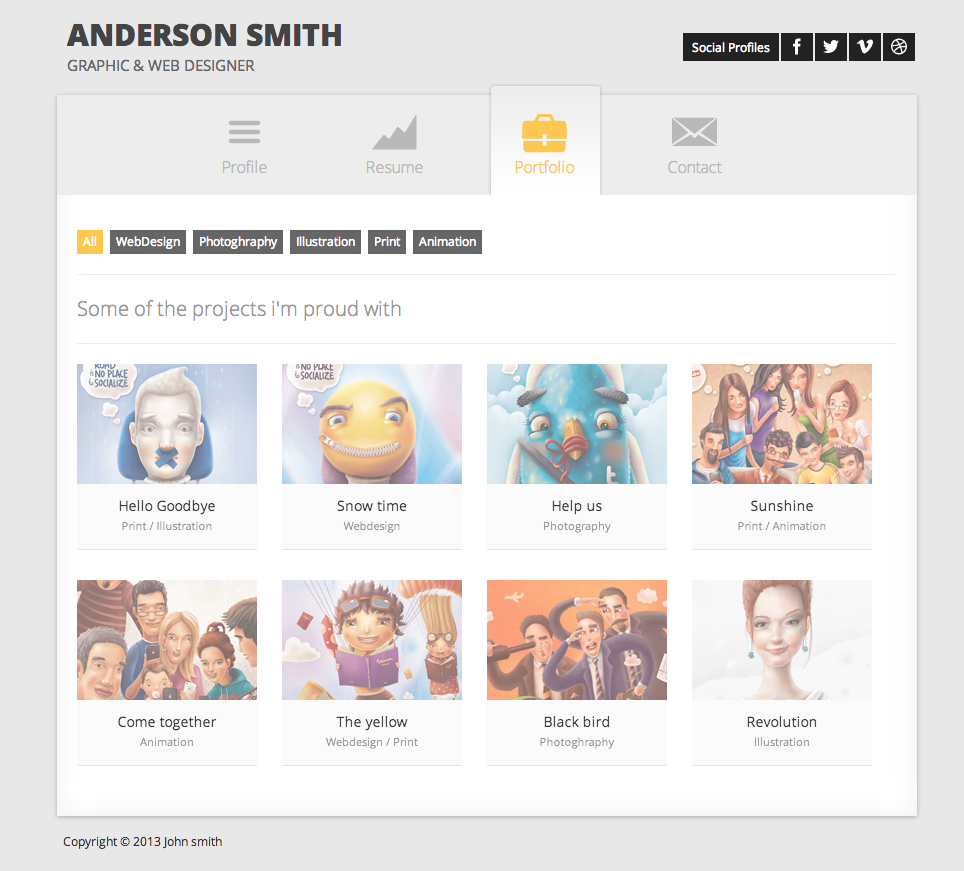 ANDERSON SMITH
GRAPHIC & WEB DESIGNER
Social Profiles
Profile
Resume
Portfolio
Contact
All WebDesign Photoghraphy Illustration Print Animation
Some of the projects i'm proud with
ROAD
is NO PLACE
to SOCIALIZE
is NO PLACE
to SOCIALIZE
Hello Goodbye
Print / Illustration
Snow time
Webdesign
Help us
Photography
Sunshine
Print / Animation
Come together
Animation
The yellow
Webdesign / Print
Black bird
Photoghraphy
Revolution
Illustration
Copyright © 2013 John smith